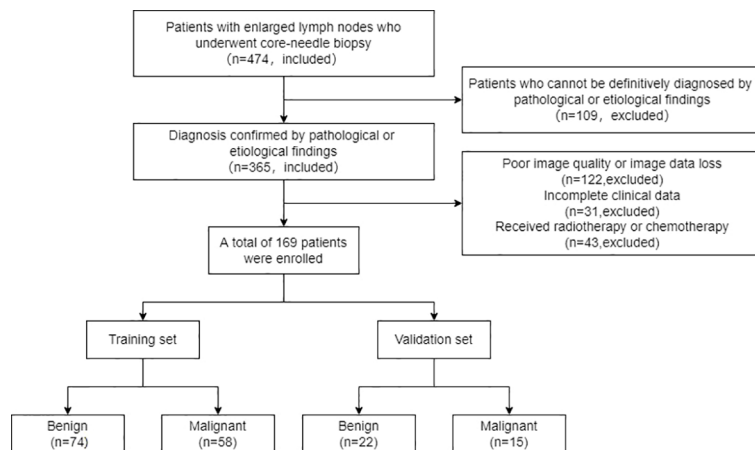 Patients with enlarged lymph nodes who
underwent core-needle biopsy
(n=474, included)
Patients who cannot be definitively diagnosed by
pathological or etiological findings
(n=109, excluded)
Diagnosis confirmed by pathological or
etiological findings
(n=365, included)
Poor image quality or image data loss
(n=122,excluded)
Incomplete clinical data
(n=31,excluded)
Received radiotherapy or chemotherapy
(n=43,excluded)
A total of 169 patients
were enrolled
Training set
Validation set
Benign
(n=74)
Malignant
(n=58)
Benign
(n=22)
Malignant
(n=15)